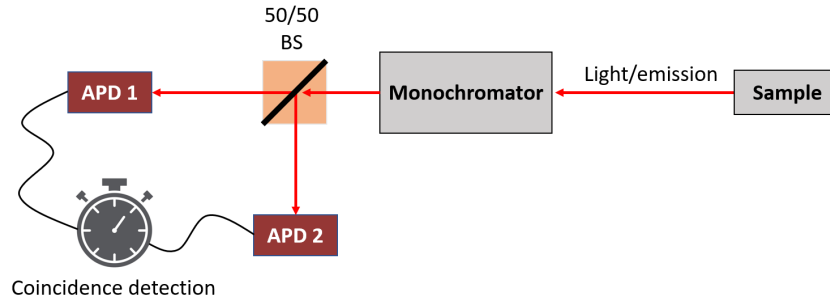 50/50
BS
APD 1
Monochromator
Light/emission
Sample
APD 2
Coincidence detection